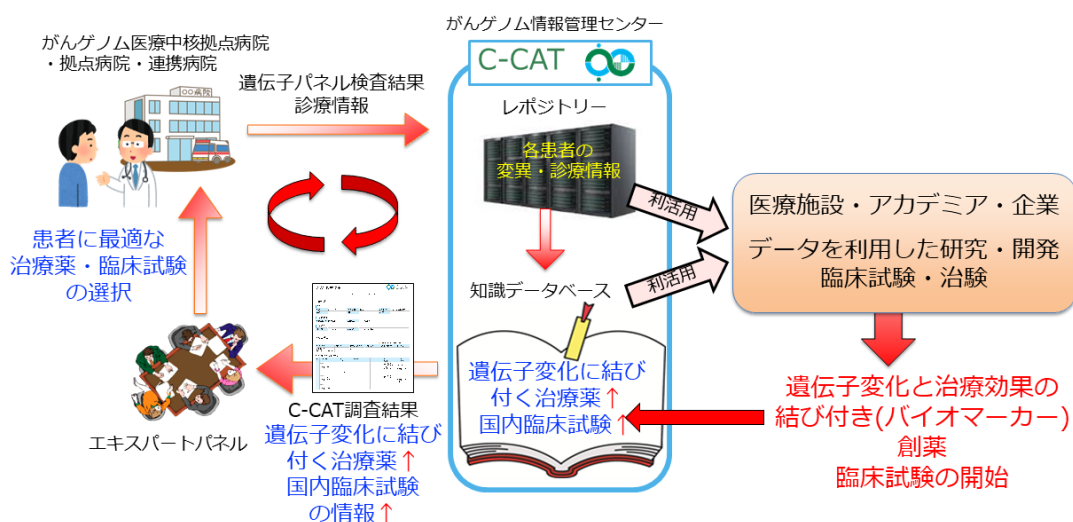 がんゲノム医療中核拠点病院
・拠点病院・連携病院
○○病院
遺伝子パネル検査結果
診療情報
がんゲノム情報管理センター
C-CAT
レポジトリー
各患者の
変異・診療情報
利活用
利活用
医療施設・アカデミア・企業
データを利用した研究・開発
臨床試験・治験
知識データベース
遺伝子変化に結び
付く治療薬↑
国内臨床試験↑
遺伝子変化と治療効果の
結び付き(バイオマーカー)
創薬
臨床試験の開始
C-CAT調査結果
遺伝子変化に結び
付く治療薬↑
国内臨床試験
の情報↑
エキスパートパネル
患者に最適な
治療薬・臨床試験
の選択